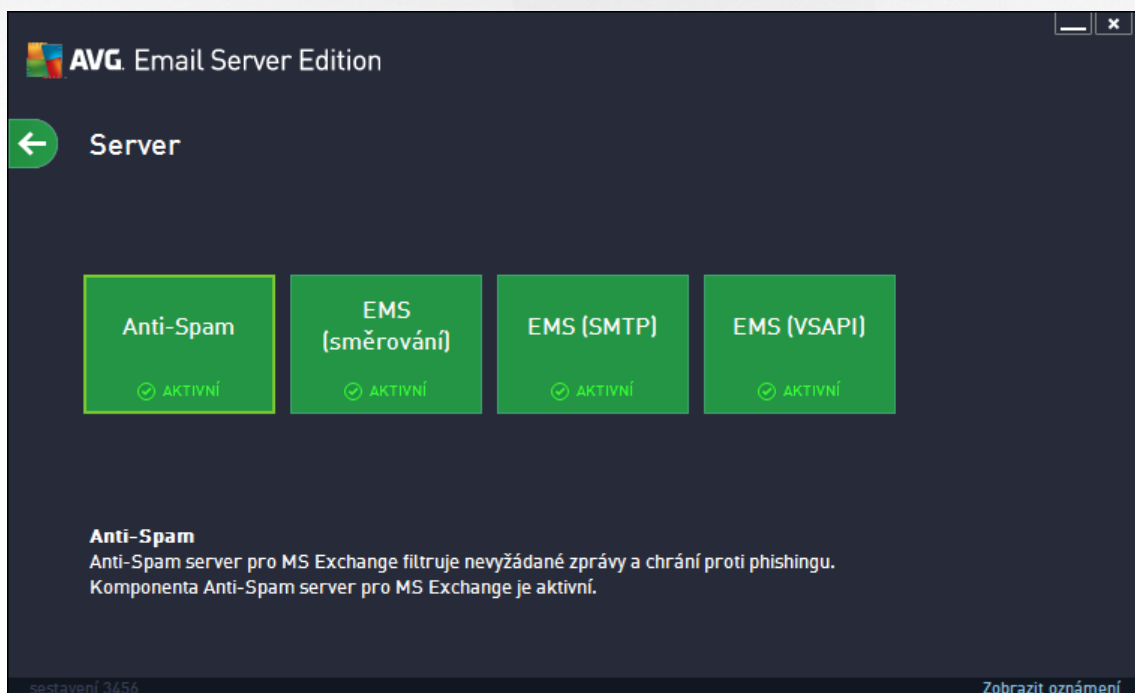 AVG. Email Server Edition
Server
Anti-Spam
AKTIVNÍ
EMS
(směrování)
AKTIVNÍ
EMS (SMTP)
AKTIVNÍ
EMS (VSAPI)
AKTIVNÍ
Anti-Spam
Anti-Spam server pro MS Exchange filtruje nevyžádané zprávy a chrání proti phishingu.
Komponenta Anti-Spam server pro MS Exchange je aktivní.
sestavení 3456
Zobrazit oznámení